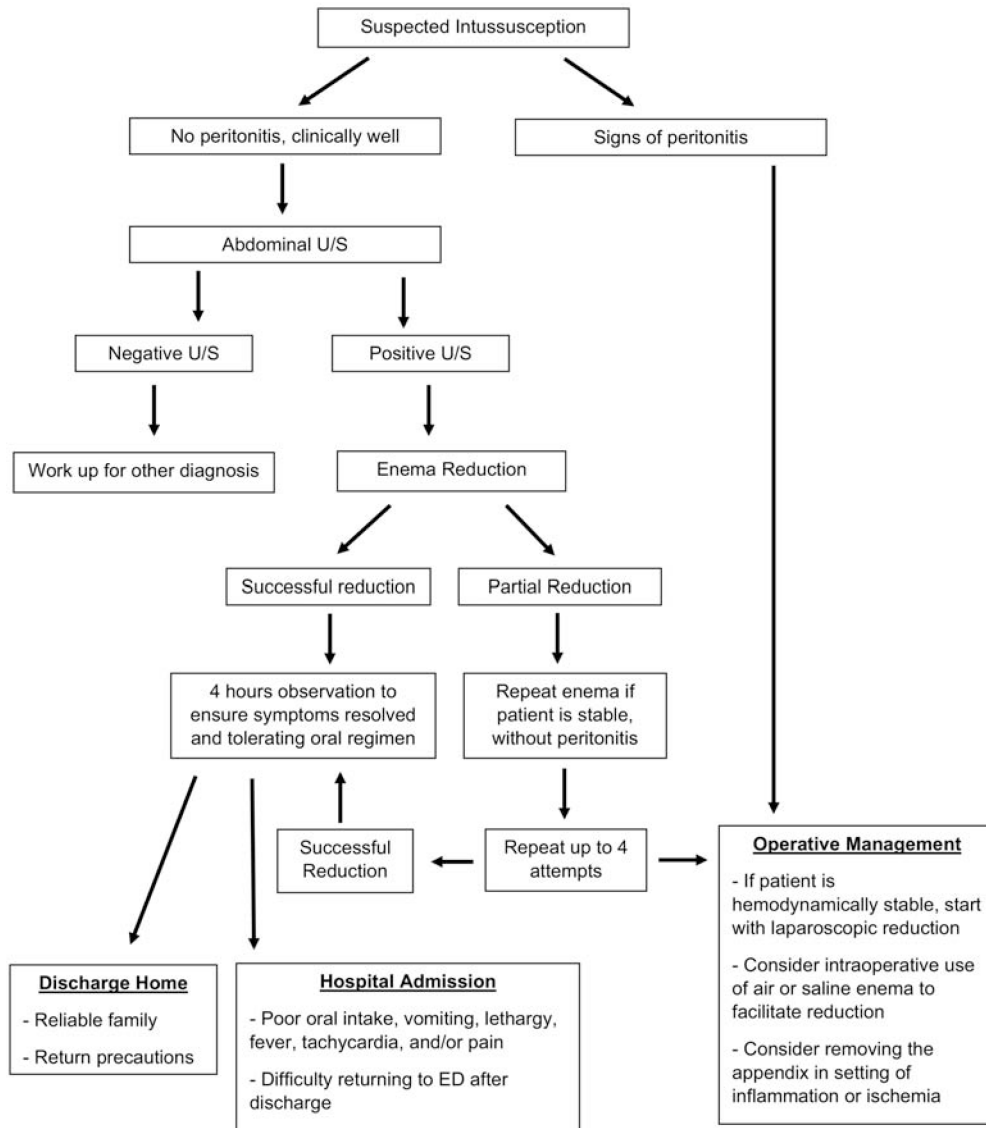 Suspected Intussusception
No peritonitis, clinically well
Signs of peritonitis
Abdominal U/S
Negative U/S
Positive U/S
Work up for other diagnosis
Enema Reduction
Successful reduction
Partial Reduction
4 hours observation to
ensure symptoms resolved
and tolerating oral regimen
Repeat enema if
patient is stable,
without peritonitis
Successful
Reduction
Repeat up to 4
attempts
Operative Management
- If patient is
hemodynamically stable, start
with laparoscopic reduction
- Consider intraoperative use
of air or saline enema to
facilitate reduction
- Consider removing the
appendix in setting of
inflammation or ischemia
Discharge Home
- Reliable family
- Return precautions
Hospital Admission
- Poor oral intake, vomiting, lethargy,
fever, tachycardia, and/or pain
- Difficulty returning to ED after
discharge